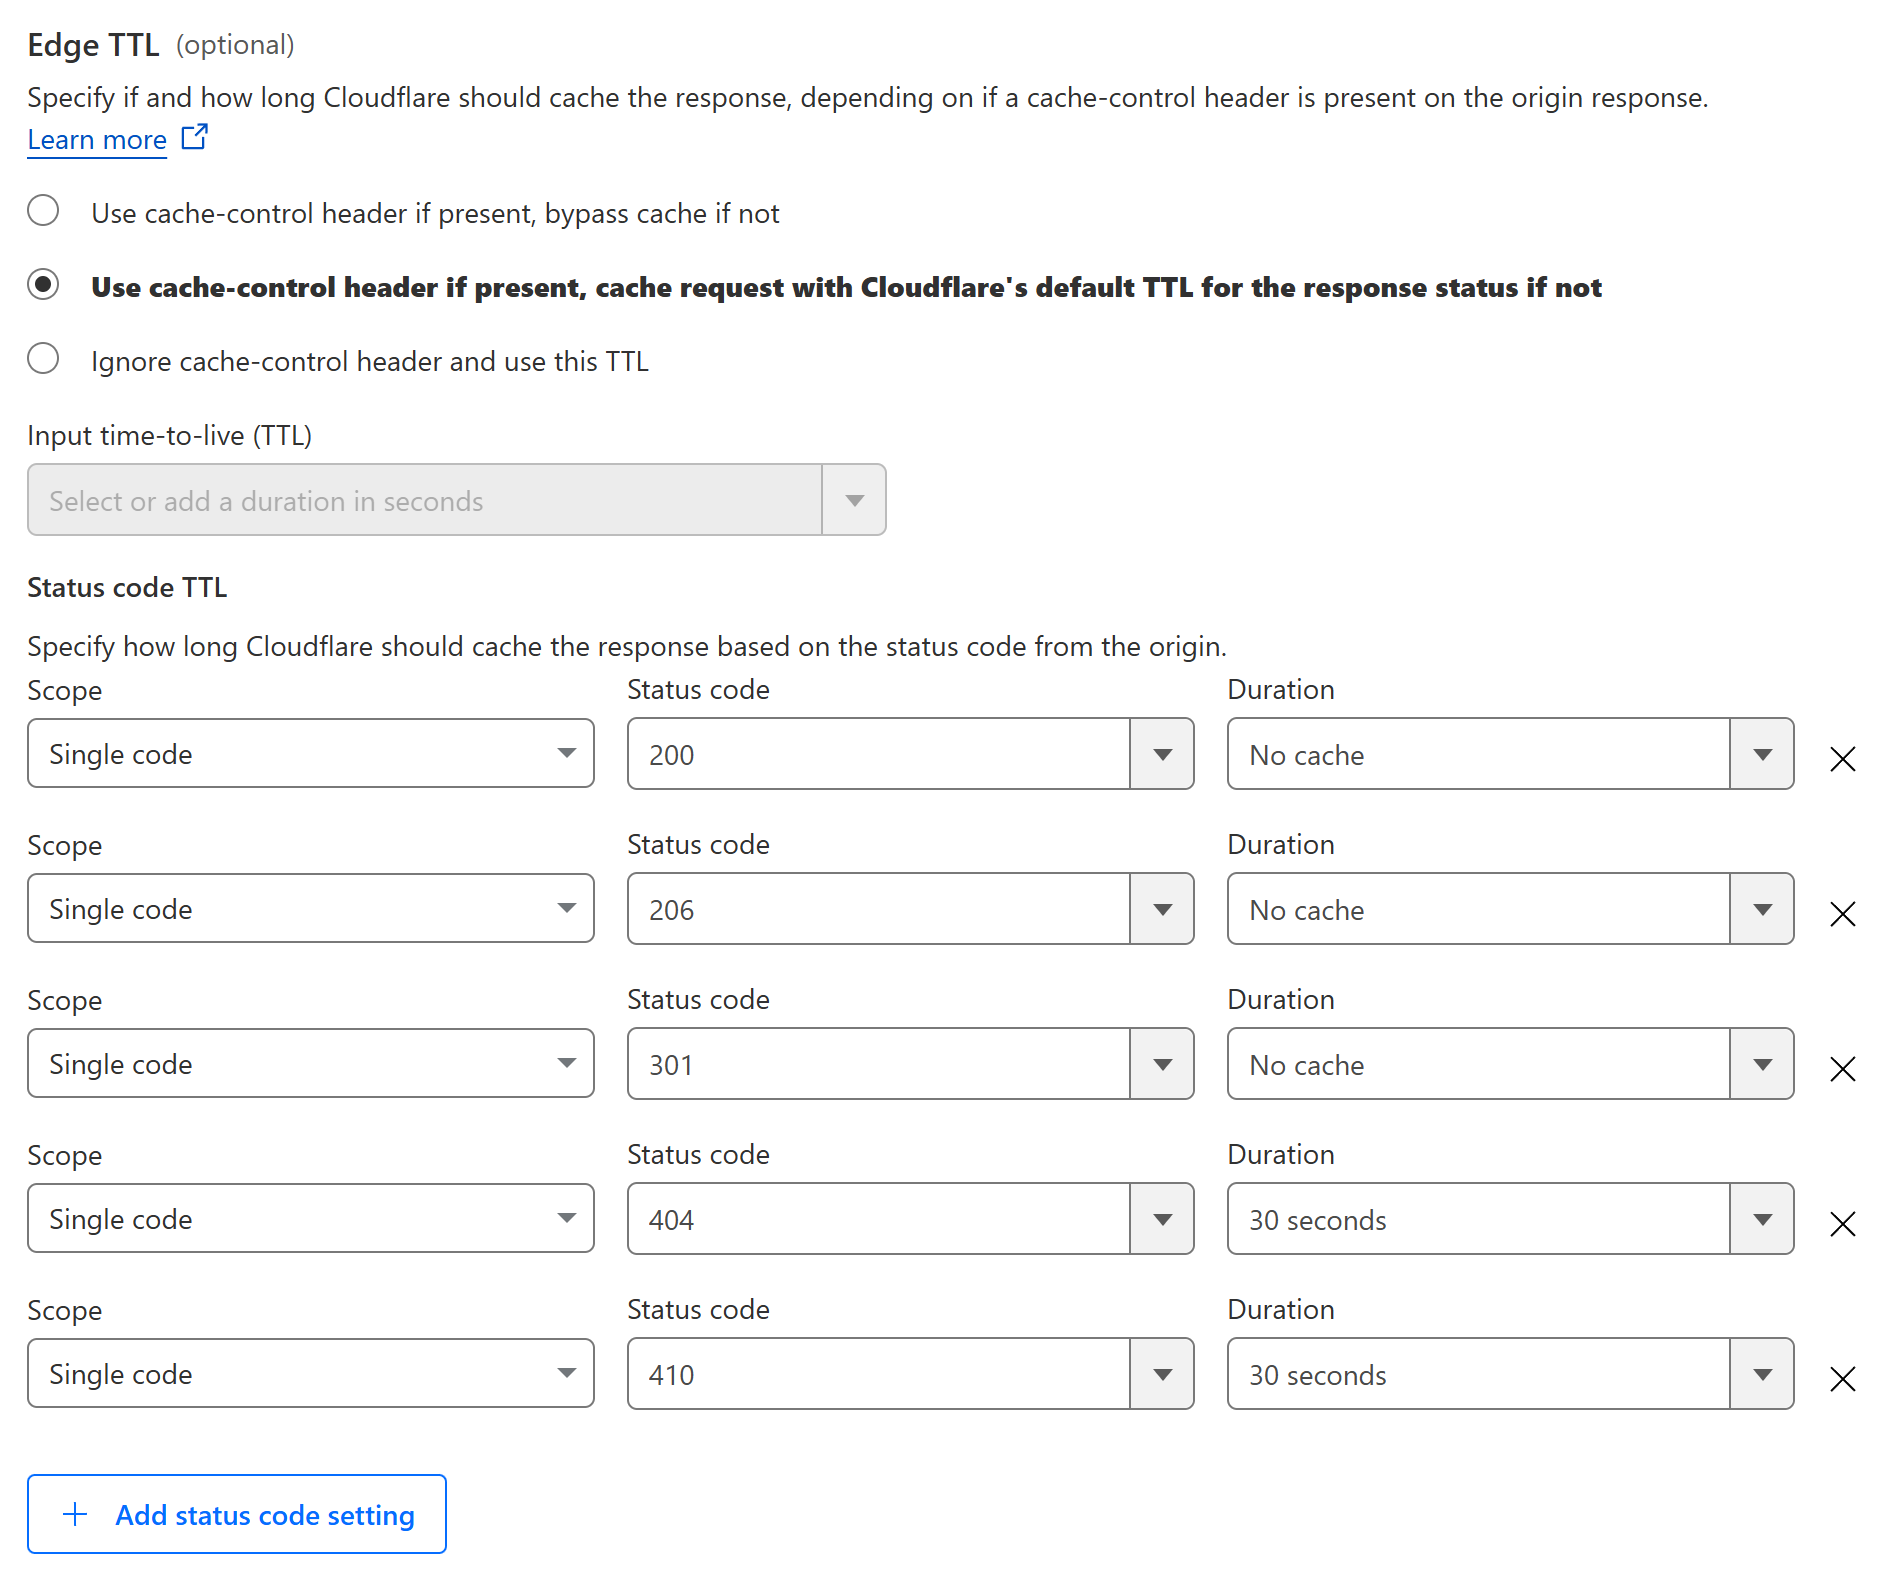 Edge TTL (optional)
Specify if and how long Cloudflare should cache the response, depending on if a cache-control header is present on the origin response.
Learn more
Use cache-control header if present, bypass cache if not
Use cache-control header if present, cache request with Cloudflare's default TTL for the response status if not
Ignore cache-control header and use this TTL
Input time-to-live (TTL)
Select or add a duration in seconds
Status code TTL
Specify how long Cloudflare should cache the response based on the status code from the origin.
Scope Status code Duration
Single code 200 No cache
Scope Status code Duration
Single code 206 No cache
Scope Status code Duration
Single code 301 No cache
Scope Status code Duration
Single code 404 30 seconds
Scope Status code Duration
Single code 410 30 seconds
Add status code setting